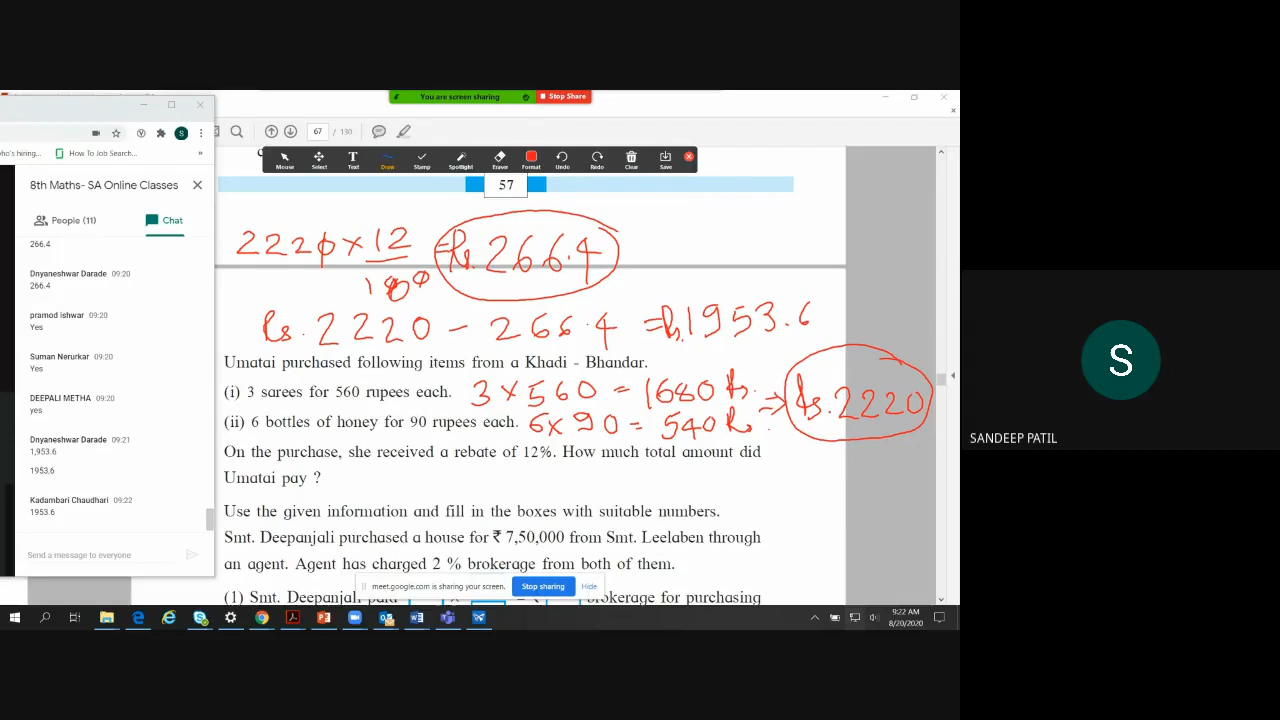 You are screen sharing
Stop Share
67 / 130
who's hiring...
How To Job Search...
»
Mouse Select Text Draw Stamp Spotlight Eraser Format Undo Redo Clear Save
8th Maths- SA Online Classes
57
People (11)
Chat
266.4
Dnyaneshwar Darade 09:20
266.4
pramod ishwar 09:20
Yes
Suman Nerurkar 09:20
Yes
DEEPALI METHA 09:20
yes
Dnyaneshwar Darade 09:21
1,953.6
1953.6
Kadambari Chaudhari 09:22
1953.6
Send a message to everyone
2220 × 12 = Rs. 266.4
100
Rs. 2220 - 266.4 = Rs. 1953.6
Umatai purchased following items from a Khadi - Bhandar.
(i) 3 sarees for 560 rupees each. 3 × 560 = 1680 Rs. ⇒ Rs. 2220
(ii) 6 bottles of honey for 90 rupees each. 6 × 90 = 540 Rs.
On the purchase, she received a rebate of 12%. How much total amount did
Umatai pay ?
Use the given information and fill in the boxes with suitable numbers.
Smt. Deepanjali purchased a house for ₹ 7,50,000 from Smt. Leelaben through
an agent. Agent has charged 2 % brokerage from both of them.
meet.google.com is sharing your screen. Stop sharing Hide
(1) Smt. Deepanjali paid brokerage for purchasing
9:22 AM
8/20/2020
S
SANDEEP PATIL